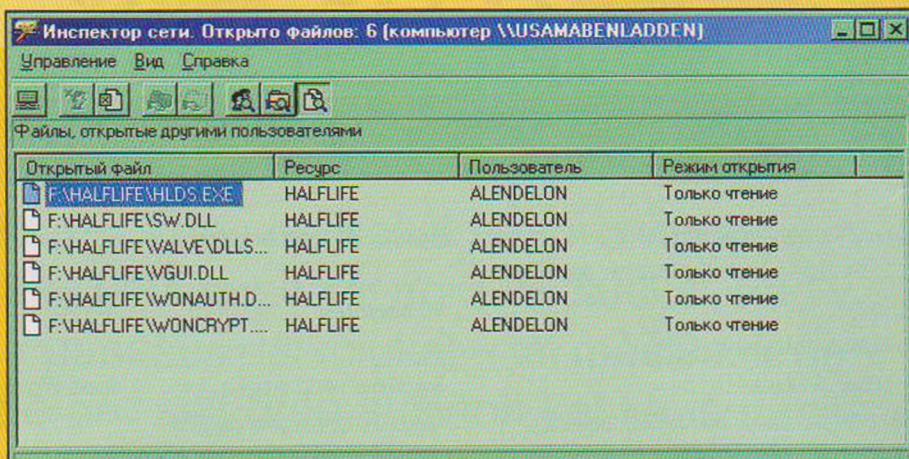 Инспектор сети. Открыто файлов: 6 (компьютер \\USAMABENLADDEN)
Управление Вид Справка
Файлы, открытые другими пользователями
Открытый файл Ресурс Пользователь Режим открытия
F:\HALFLIFE\HLDS.EXE HALFLIFE ALENDELON Только чтение
F:\HALFLIFE\SW.DLL HALFLIFE ALENDELON Только чтение
F:\HALFLIFE\VALVE\DLLS... HALFLIFE ALENDELON Только чтение
F:\HALFLIFE\VGUI.DLL HALFLIFE ALENDELON Только чтение
F:\HALFLIFE\WONAUTH.D... HALFLIFE ALENDELON Только чтение
F:\HALFLIFE\WONCRYPT.... HALFLIFE ALENDELON Только чтение